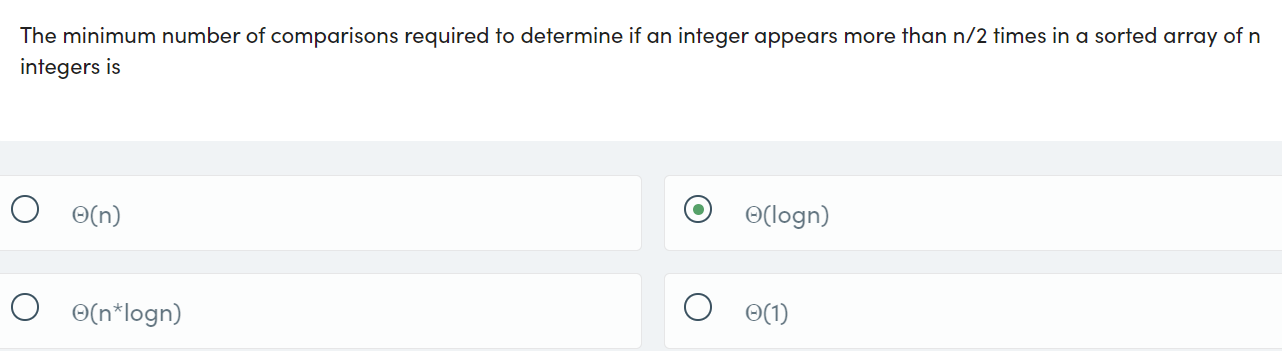 The minimum number of comparisons required to determine if an integer appears more than n/2 times in a sorted array of n
integers is
Θ(n)
Θ(logn)
Θ(n*logn)
Θ(1)